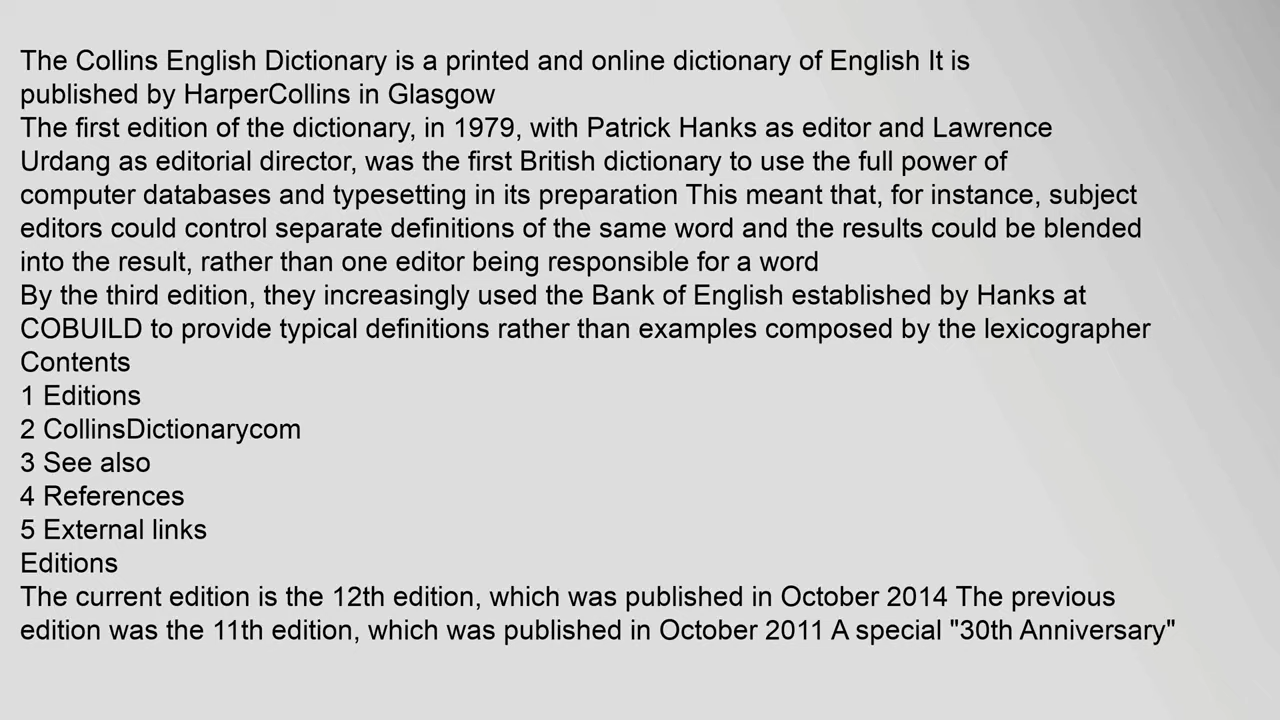 The Collins English Dictionary is a printed and online dictionary of English It is
published by HarperCollins in Glasgow
The first edition of the dictionary, in 1979, with Patrick Hanks as editor and Lawrence
Urdang as editorial director, was the first British dictionary to use the full power of
computer databases and typesetting in its preparation This meant that, for instance, subject
editors could control separate definitions of the same word and the results could be blended
into the result, rather than one editor being responsible for a word
By the third edition, they increasingly used the Bank of English established by Hanks at
COBUILD to provide typical definitions rather than examples composed by the lexicographer
Contents
1 Editions
2 CollinsDictionarycom
3 See also
4 References
5 External links
Editions
The current edition is the 12th edition, which was published in October 2014 The previous
edition was the 11th edition, which was published in October 2011 A special "30th Anniversary"